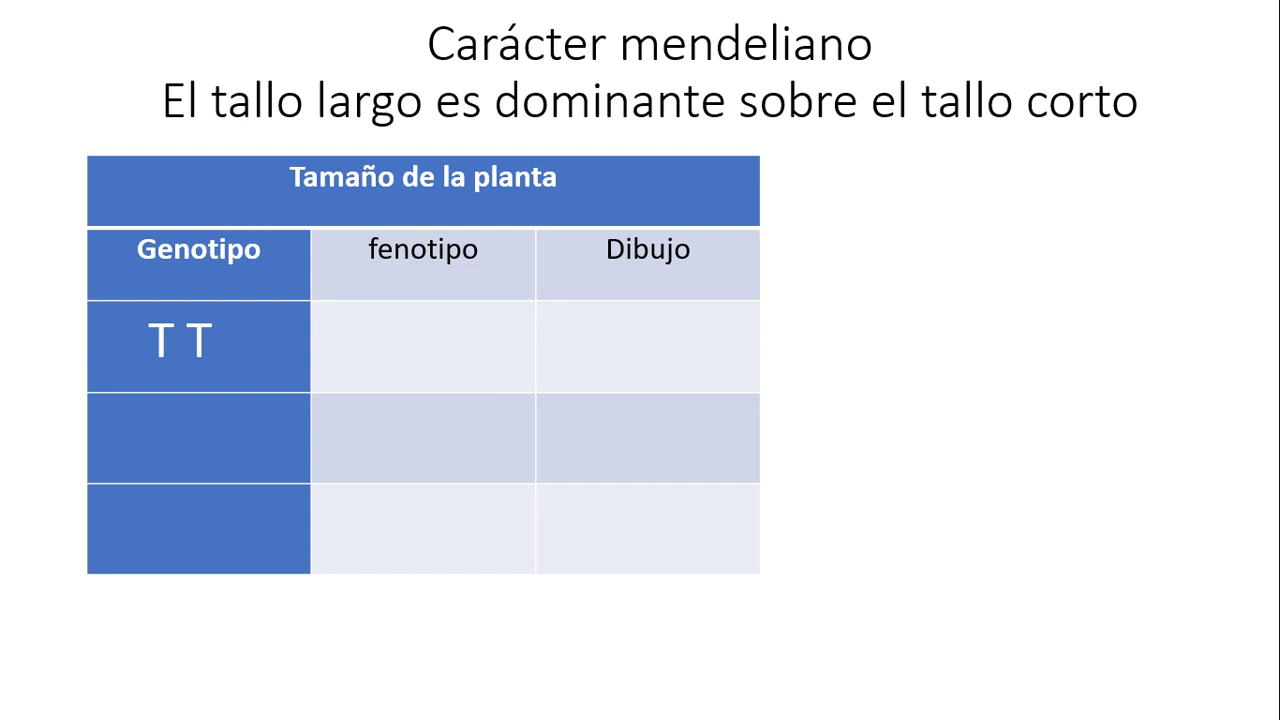 Carácter mendeliano
El tallo largo es dominante sobre el tallo corto
Tamaño de la planta
Genotipo fenotipo Dibujo
T T